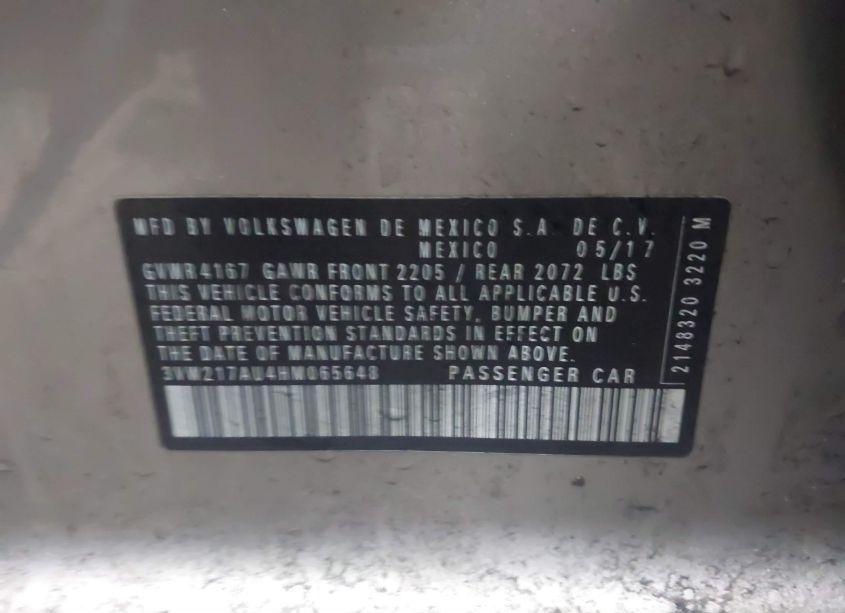 MFD BY VOLKSWAGEN DE MEXICO S.A. DE C.V.
MEXICO 05/17
GVWR4167 GAWR FRONT 2205 / REAR 2072 LBS
THIS VEHICLE CONFORMS TO ALL APPLICABLE U.S.
FEDERAL MOTOR VEHICLE SAFETY, BUMPER AND
THEFT PREVENTION STANDARDS IN EFFECT ON
THE DATE OF MANUFACTURE SHOWN ABOVE.
3VW217AU4HM065648 PASSENGER CAR
2148320 3220 M